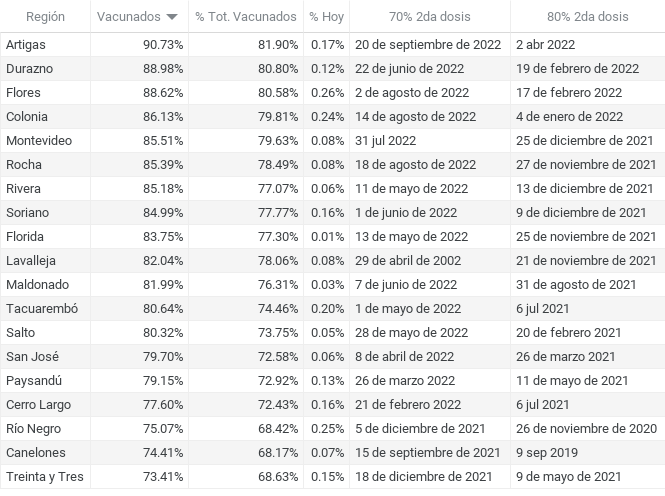 Región Vacunados % Tot. Vacunados % Hoy 70% 2da dosis 80% 2da dosis
Artigas 90.73% 81.90% 0.17% 20 de septiembre de 2022 2 abr 2022
Durazno 88.98% 80.80% 0.12% 22 de junio de 2022 19 de febrero de 2022
Flores 88.62% 80.58% 0.26% 2 de agosto de 2022 17 de febrero 2022
Colonia 86.13% 79.81% 0.24% 14 de agosto de 2022 4 de enero de 2022
Montevideo 85.51% 79.63% 0.08% 31 jul 2022 25 de diciembre de 2021
Rocha 85.39% 78.49% 0.08% 18 de agosto de 2022 27 de noviembre de 2021
Rivera 85.18% 77.07% 0.06% 11 de mayo de 2022 13 de diciembre de 2021
Soriano 84.99% 77.77% 0.16% 1 de junio de 2022 9 de diciembre de 2021
Florida 83.75% 77.30% 0.01% 13 de mayo de 2022 25 de noviembre de 2021
Lavalleja 82.04% 78.06% 0.08% 29 de abril de 2002 21 de noviembre de 2021
Maldonado 81.99% 76.31% 0.03% 7 de junio de 2022 31 de agosto de 2021
Tacuarembó 80.64% 74.46% 0.20% 1 de mayo de 2022 6 jul 2021
Salto 80.32% 73.75% 0.05% 28 de mayo de 2022 20 de febrero 2021
San José 79.70% 72.58% 0.06% 8 de abril de 2022 26 de marzo 2021
Paysandú 79.15% 72.92% 0.13% 26 de marzo 2022 11 de mayo de 2021
Cerro Largo 77.60% 72.43% 0.16% 21 de febrero 2022 6 jul 2021
Río Negro 75.07% 68.42% 0.25% 5 de diciembre de 2021 26 de noviembre de 2020
Canelones 74.41% 68.17% 0.07% 15 de septiembre de 2021 9 sep 2019
Treinta y Tres 73.41% 68.63% 0.15% 18 de diciembre de 2021 9 de mayo de 2021